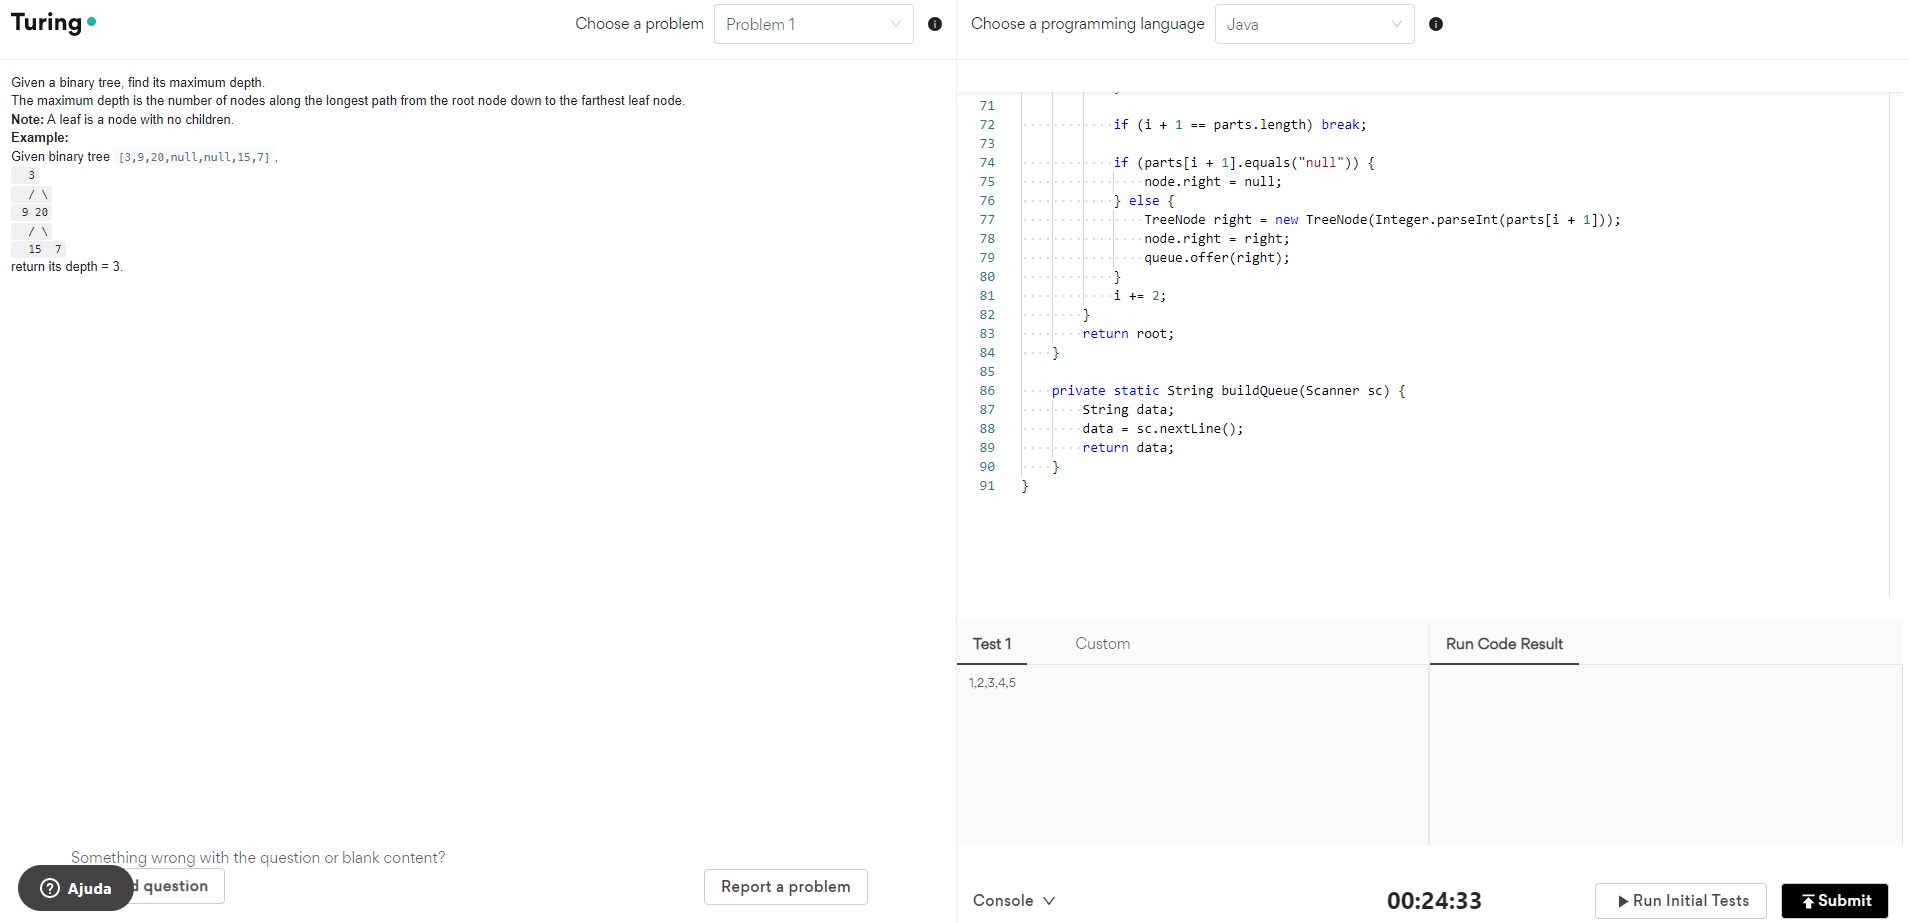 Turing
Choose a problem
Problem 1
Choose a programming language
Java
Given a binary tree, find its maximum depth.
The maximum depth is the number of nodes along the longest path from the root node down to the farthest leaf node.
Note: A leaf is a node with no children.
Example:
Given binary tree [3,9,20,null,null,15,7] ,
3
/ \
9 20
/ \
15 7
return its depth = 3.
Something wrong with the question or blank content?
Ajuda
question
Report a problem
71
72 if (i + 1 == parts.length) break;
73
74 if (parts[i + 1].equals("null")) {
75 node.right = null;
76 } else {
77 TreeNode right = new TreeNode(Integer.parseInt(parts[i + 1]));
78 node.right = right;
79 queue.offer(right);
80 }
81 i += 2;
82 }
83 return root;
84 }
85
86 private static String buildQueue(Scanner sc) {
87 String data;
88 data = sc.nextLine();
89 return data;
90 }
91 }
Test 1
Custom
Run Code Result
1,2,3,4,5
Console
00:24:33
Run Initial Tests
Submit